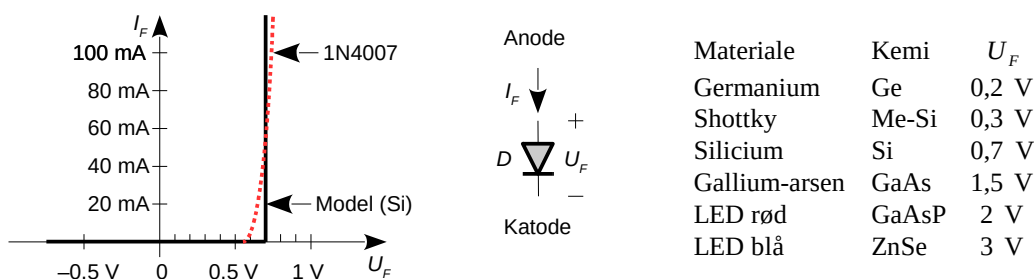 I_F
100 mA
80 mA
60 mA
40 mA
20 mA
1N4007
Model (Si)
–0,5 V 0 0,5 V 1 V U_F
Anode
I_F
+
D U_F
–
Katode
Materiale Kemi U_F
Germanium Ge 0,2 V
Shottky Me-Si 0,3 V
Silicium Si 0,7 V
Gallium-arsen GaAs 1,5 V
LED rød GaAsP 2 V
LED blå ZnSe 3 V